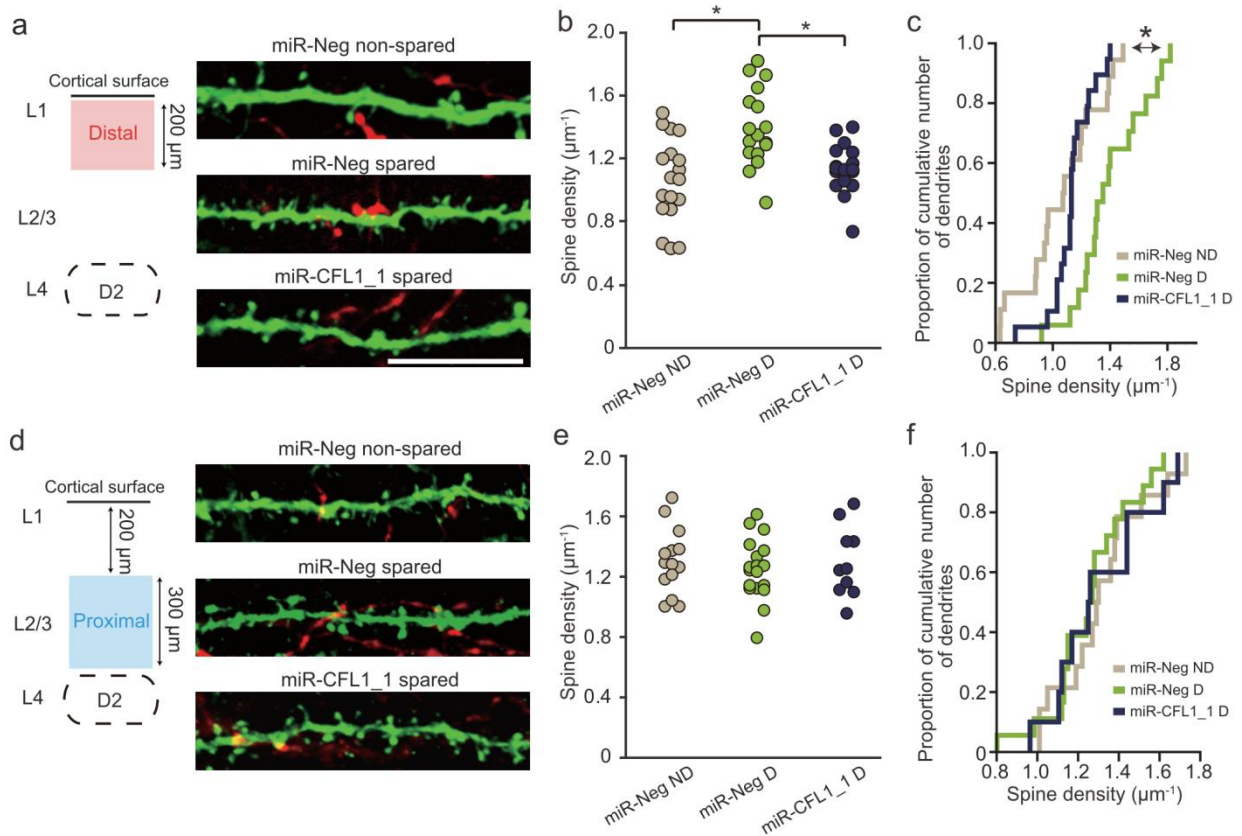 a
Cortical surface
L1
Distal
200 μm
L2/3
L4
D2
miR-Neg non-spared
miR-Neg spared
miR-CFL1_1 spared
b
*
*
Spine density (μm⁻¹)
2.0
1.6
1.2
0.8
0.4
0
miR-Neg ND
miR-Neg D
miR-CFL1_1 D
c
*
Proportion of cumulative number
of dendrites
1.0
0.8
0.6
0.4
0.2
0.6
1.0
1.4
1.8
Spine density (μm⁻¹)
miR-Neg ND
miR-Neg D
miR-CFL1_1 D
d
Cortical surface
L1
200 μm
L2/3
Proximal
300 μm
L4
D2
miR-Neg non-spared
miR-Neg spared
miR-CFL1_1 spared
e
Spine density (μm⁻¹)
2.0
1.6
1.2
0.8
0.4
0
miR-Neg ND
miR-Neg D
miR-CFL1_1 D
f
Proportion of cumulative number
of dendrites
1.0
0.8
0.6
0.4
0.2
0
0.8
1.0
1.2
1.4
1.6
1.8
Spine density (μm⁻¹)
miR-Neg ND
miR-Neg D
miR-CFL1_1 D